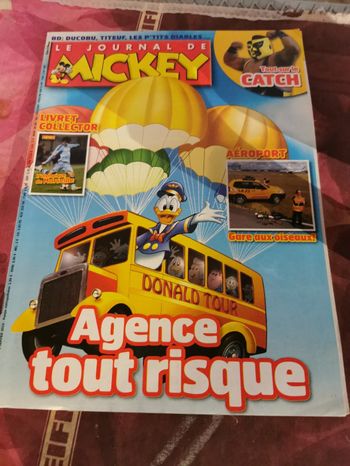 BD: DUCOBU, TITEUF, LES P'TITS DIABLES...
LE JOURNAL DE
MICKEY
Tout sur le
CATCH
LIVRET
COLLECTOR
AÉROPORT
Gare aux oiseaux!
DONALD TOUR
Agence
tout risque